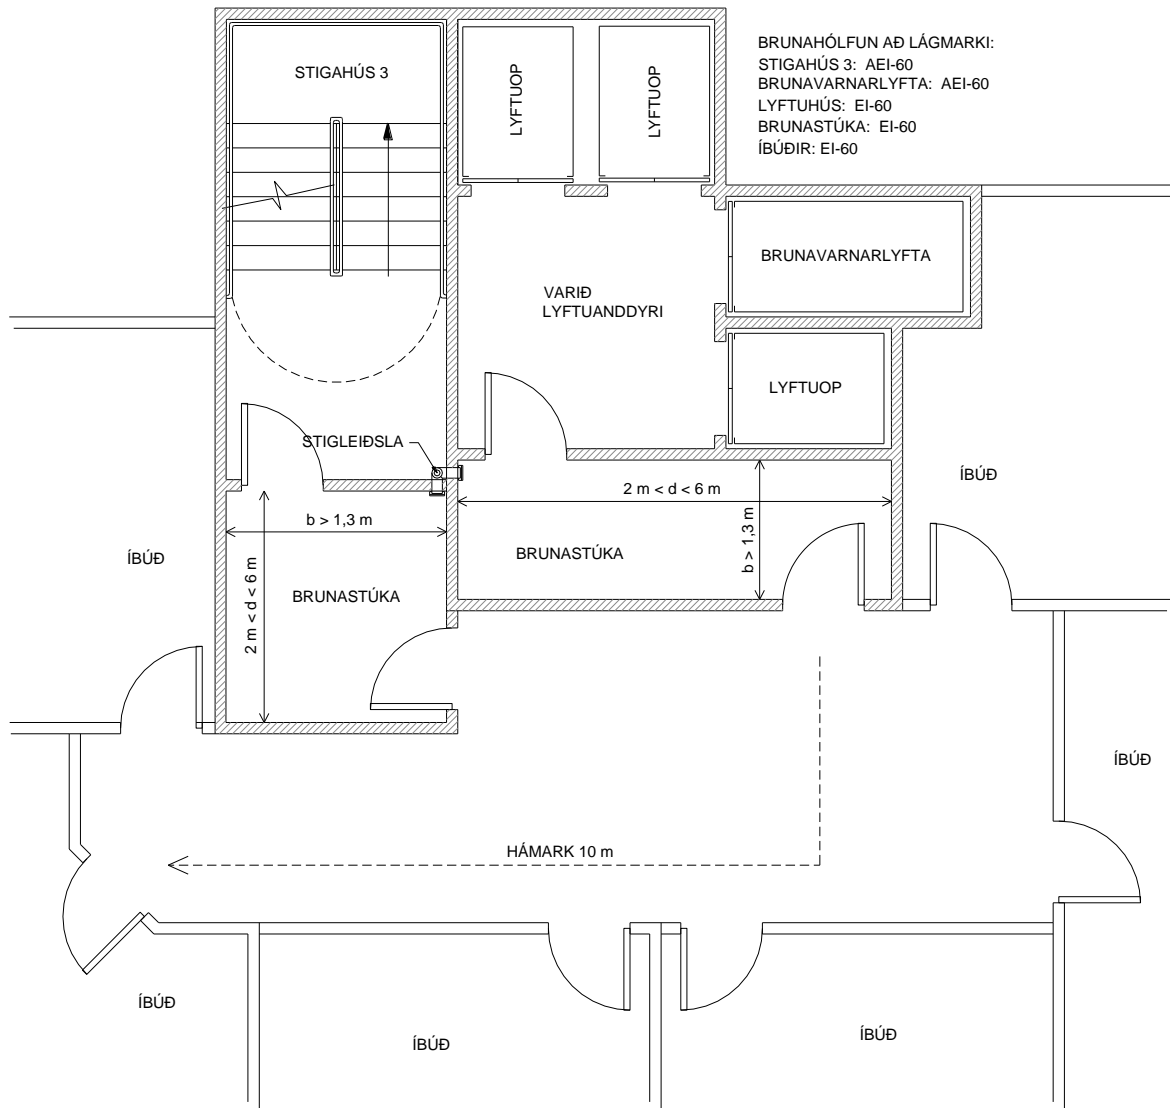 BRUNAHÓLFUN AÐ LÁGMARKI:
STIGAHÚS 3: AEI-60
BRUNAVARNARLYFTA: AEI-60
LYFTUHÚS: EI-60
BRUNASTÚKA: EI-60
ÍBÚÐIR: EI-60
STIGAHÚS 3
LYFTUOP
LYFTUOP
BRUNAVARNARLYFTA
VARIÐ
LYFTUANDDYRI
LYFTUOP
STIGLEIÐSLA
ÍBÚÐ
2 m < d < 6 m
b > 1,3 m
b > 1,3 m
BRUNASTÚKA
ÍBÚÐ
BRUNASTÚKA
2 m < d < 6 m
ÍBÚÐ
HÁMARK 10 m
ÍBÚÐ
ÍBÚÐ
ÍBÚÐ